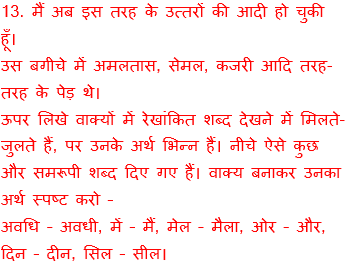 13. मैं अब इस तरह के उत्तरों की आदी हो चुकी
हूँ।
उस बगीचे में अमलतास, सेमल, कजरी आदि तरह-
तरह के पेड़ थे।
ऊपर लिखे वाक्यों में रेखांकित शब्द देखने में मिलते-
जुलते हैं, पर उनके अर्थ भिन्न हैं। नीचे ऐसे कुछ
और समरूपी शब्द दिए गए हैं। वाक्य बनाकर उनका
अर्थ स्पष्ट करो -
अवधि - अवधी, में - मैं, मेल - मैला, ओर - और,
दिन - दीन, सिल - सील।